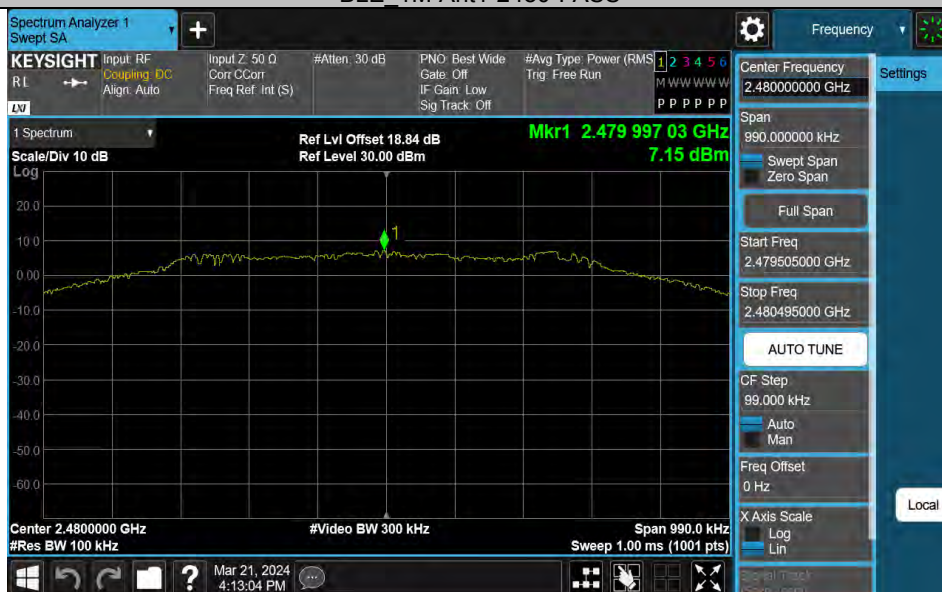 Spectrum Analyzer 1
Swept SA
Frequency
KEYSIGHT
RL
LXI
Input: RF
Coupling: DC
Align: Auto
Input Z: 50 Ω
Corr CCorr
Freq Ref: Int (S)
#Atten: 30 dB
PNO: Best Wide
Gate: Off
IF Gain: Low
Sig Track: Off
#Avg Type: Power (RMS
Trig: Free Run
1 2 3 4 5 6
M W W W W W
P P P P P P
1 Spectrum
Scale/Div 10 dB
Ref Lvl Offset 18.84 dB
Ref Level 30.00 dBm
Mkr1 2.479 997 03 GHz
7.15 dBm
Log
20.0
10.0
0.00
-10.0
-20.0
-30.0
-40.0
-50.0
-60.0
1
Center 2.4800000 GHz
#Res BW 100 kHz
#Video BW 300 kHz
Span 990.0 kHz
Sweep 1.00 ms (1001 pts)
Mar 21, 2024
4:13:04 PM
Center Frequency
2.480000000 GHz
Settings
Span
990.000000 kHz
Swept Span
Zero Span
Full Span
Start Freq
2.479505000 GHz
Stop Freq
2.480495000 GHz
AUTO TUNE
CF Step
99.000 kHz
Auto
Man
Freq Offset
0 Hz
Local
X Axis Scale
Log
Lin